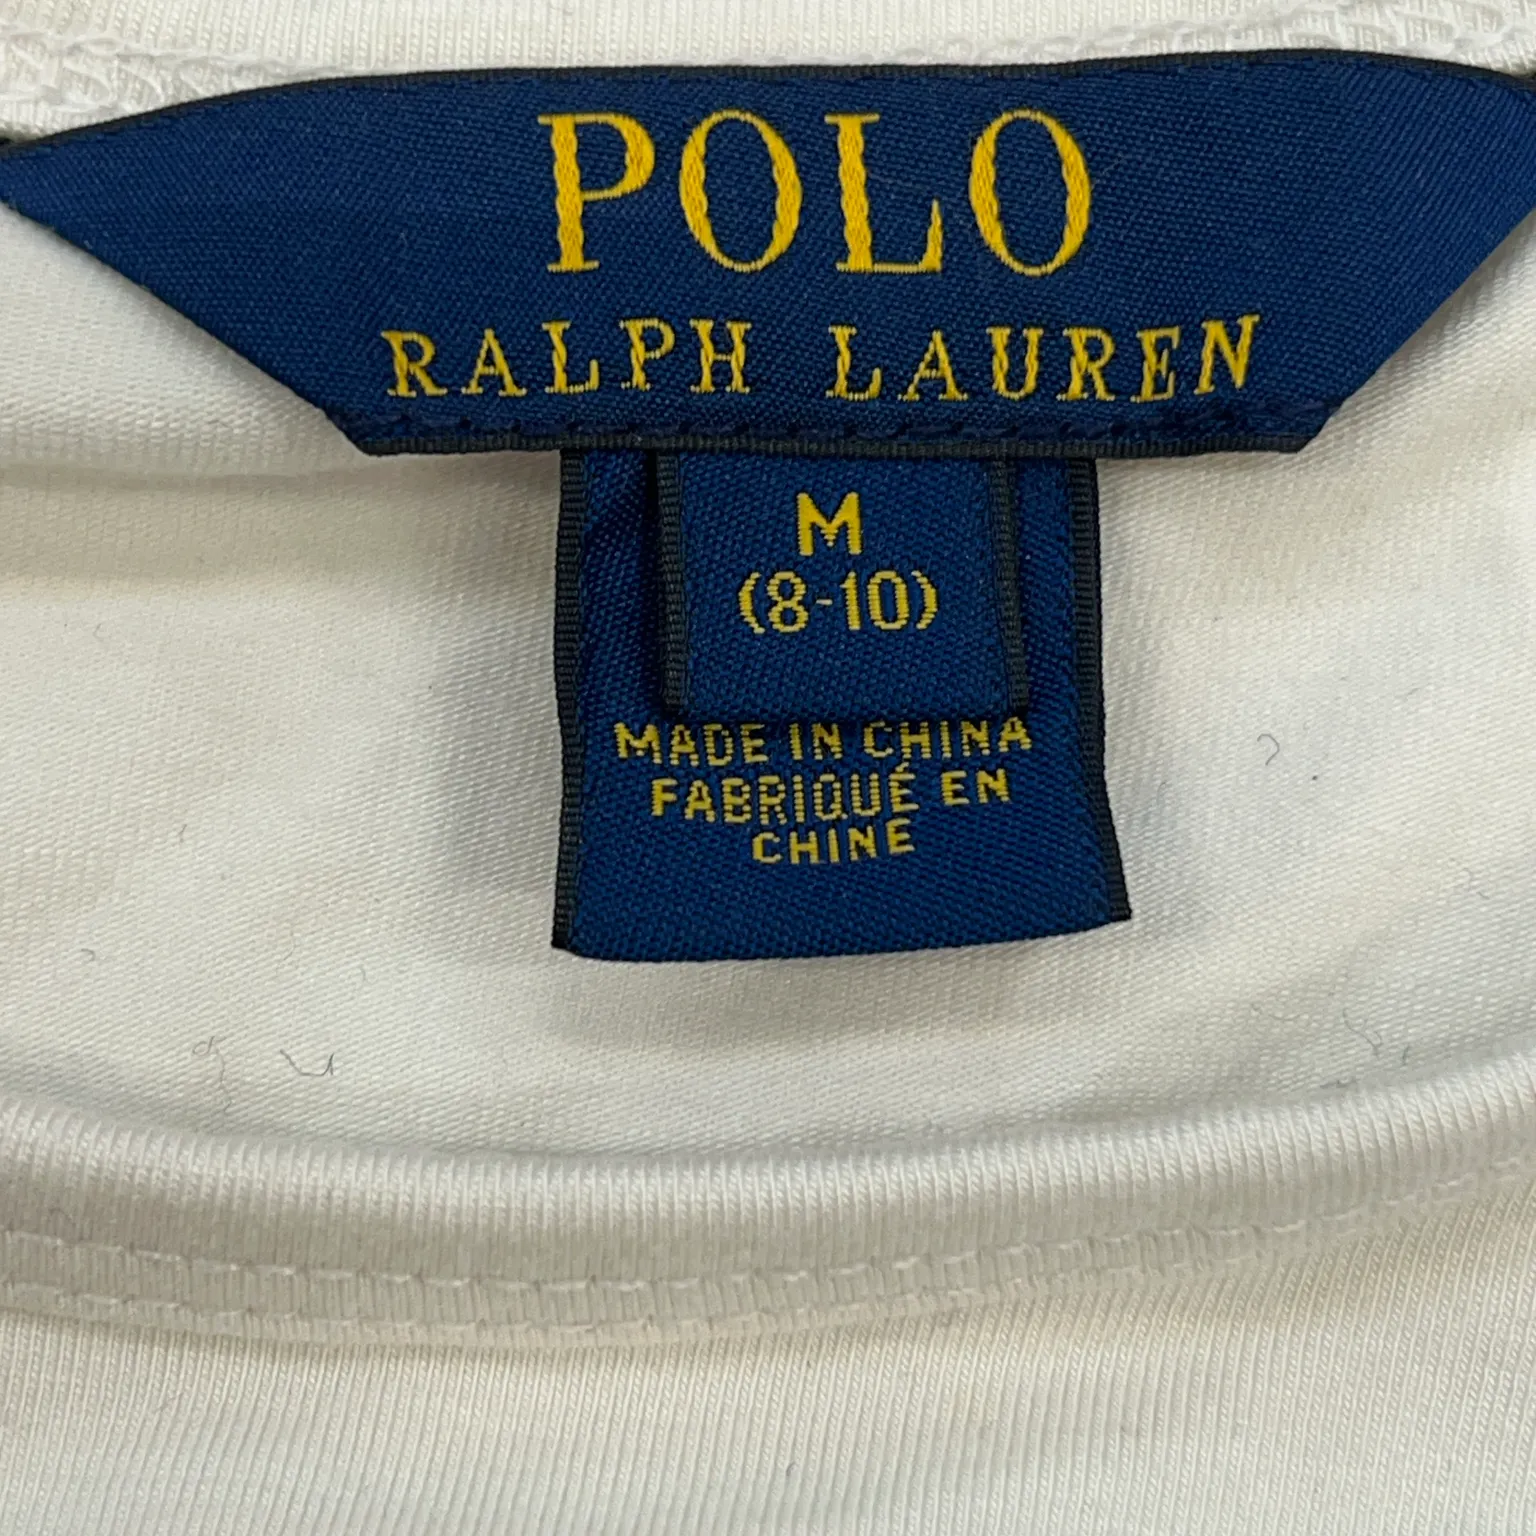 POLO
RALPH LAUREN
M
(8-10)
MADE IN CHINA
FABRIQUÉ EN
CHINE